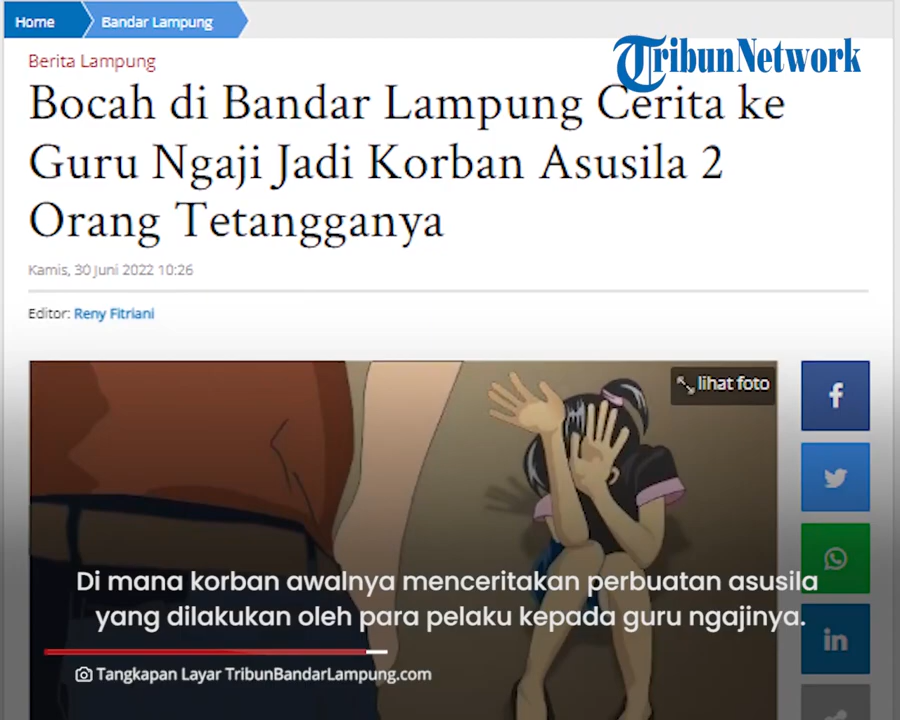 Home Bandar Lampung
TribunNetwork
Berita Lampung
Bocah di Bandar Lampung Cerita ke
Guru Ngaji Jadi Korban Asusila 2
Orang Tetangganya
Kamis, 30 Juni 2022 10:26
Editor: Reny Fitriani
lihat foto
Di mana korban awalnya menceritakan perbuatan asusila
yang dilakukan oleh para pelaku kepada guru ngajinya.
Tangkapan Layar TribunBandarLampung.com